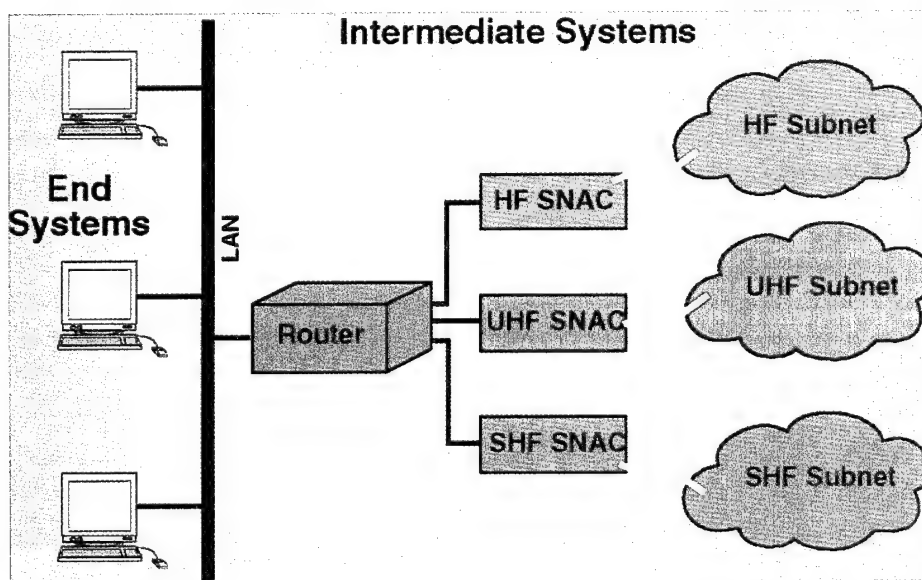 Intermediate Systems
HF Subnet
End
Systems
HF SNAC
LAN
UHF Subnet
Router
UHF SNAC
SHF SNAC
SHF Subnet